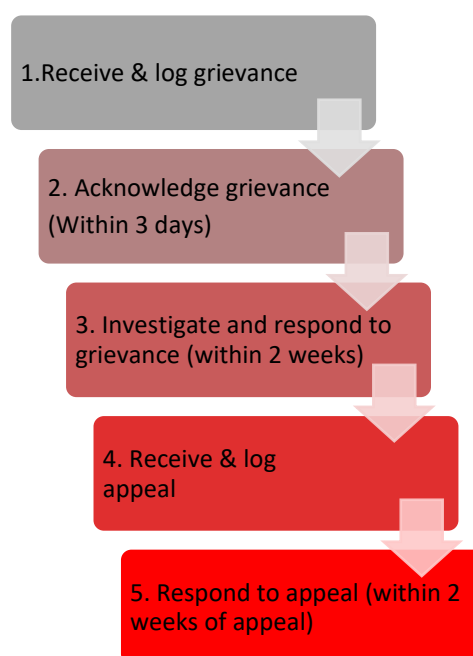 1.Receive & log grievance
2. Acknowledge grievance
(Within 3 days)
3. Investigate and respond to
grievance (within 2 weeks)
4. Receive & log
appeal
5. Respond to appeal (within 2
weeks of appeal)